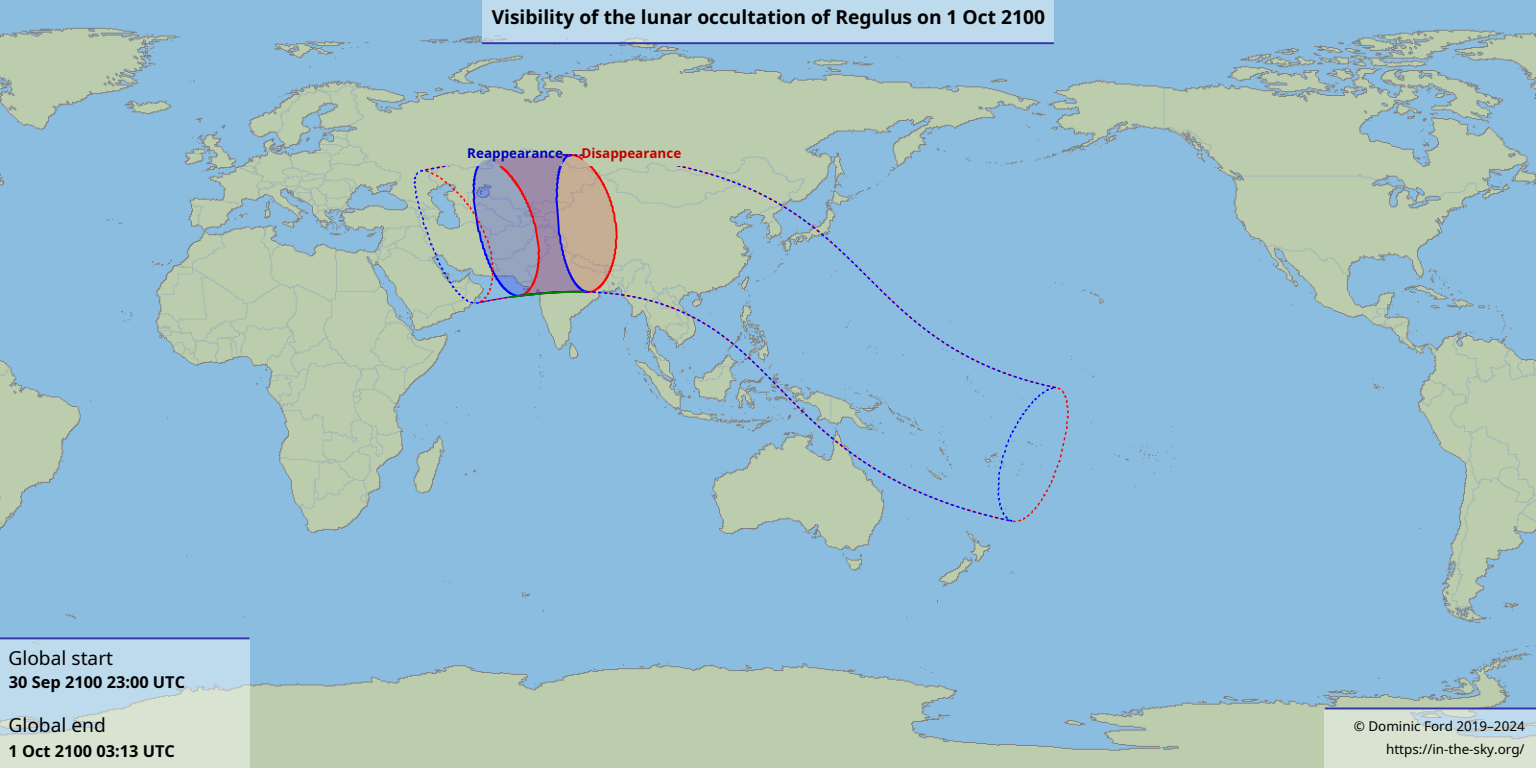 Visibility of the lunar occultation of Regulus on 1 Oct 2100
Reappearance
Disappearance
Global start
30 Sep 2100 23:00 UTC
Global end
1 Oct 2100 03:13 UTC
© Dominic Ford 2019–2024
https://in-the-sky.org/